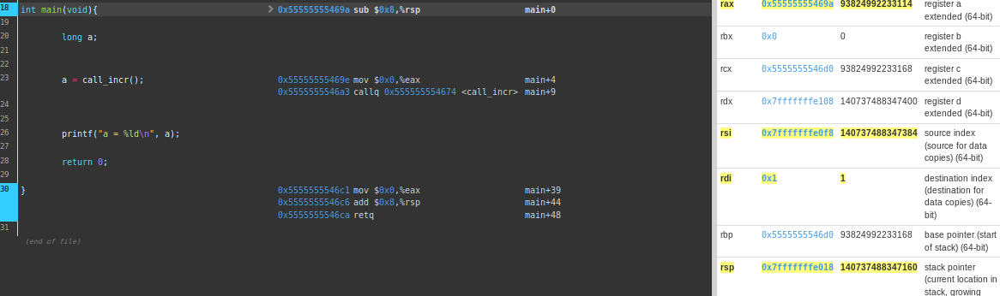 18 int main(void){ 0x55555555469a sub $0x8,%rsp main+0
19
20 long a;
21
22
23 a = call_incr(); 0x55555555469e mov $0x0,%eax main+4
0x5555555546a3 callq 0x555555554674 <call_incr> main+9
24
25
26 printf("a = %ld\n", a);
27
28 return 0;
29
30 } 0x5555555546c1 mov $0x0,%eax main+39
0x5555555546c6 add $0x8,%rsp main+44
0x5555555546ca retq main+48
31
(end of file)
rax 0x55555555469a 93824992233114 register a
extended (64-bit)
rbx 0x0 0 register b
extended (64-bit)
rcx 0x5555555546d0 93824992233168 register c
extended (64-bit)
rdx 0x7fffffffe108 140737488347400 register d
extended (64-bit)
rsi 0x7fffffffe0f8 140737488347384 source index
(source for data
copies) (64-bit)
rdi 0x1 1 destination index
(destination for
data copies) (64-
bit)
rbp 0x5555555546d0 93824992233168 base pointer (start
of stack) (64-bit)
rsp 0x7fffffffe018 140737488347160 stack pointer
(current location in
stack, growing